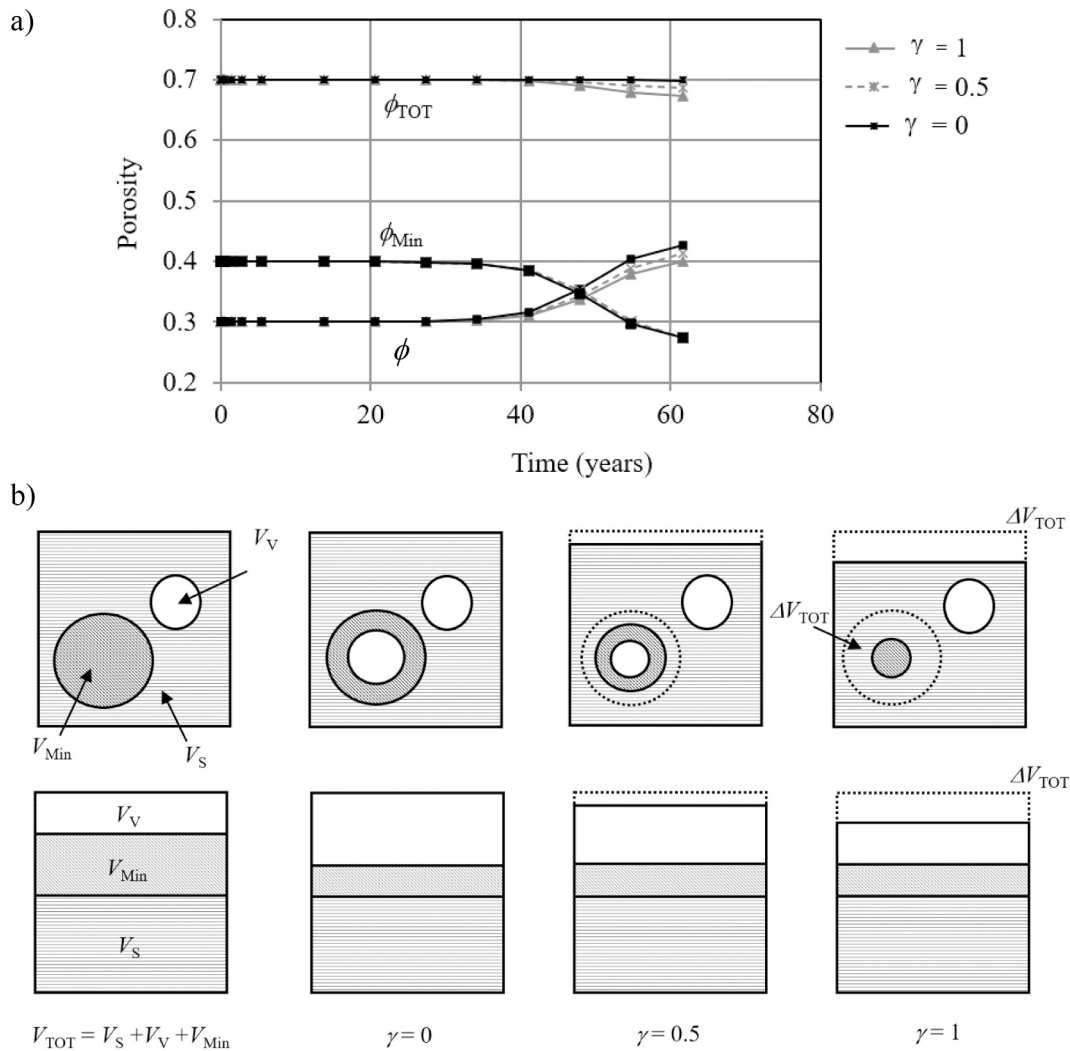 a)
0.8
0.7
0.6
0.5
0.4
0.3
0.2
Porosity
ϕTOT
ϕMin
ϕ
0 20 40 60 80
Time (years)
γ = 1
γ = 0.5
γ = 0
b)
VV
VMin
VS
ΔVTOT
ΔVTOT
VV
VMin
VS
ΔVTOT
VTOT = VS +VV +VMin
γ = 0
γ = 0.5
γ = 1